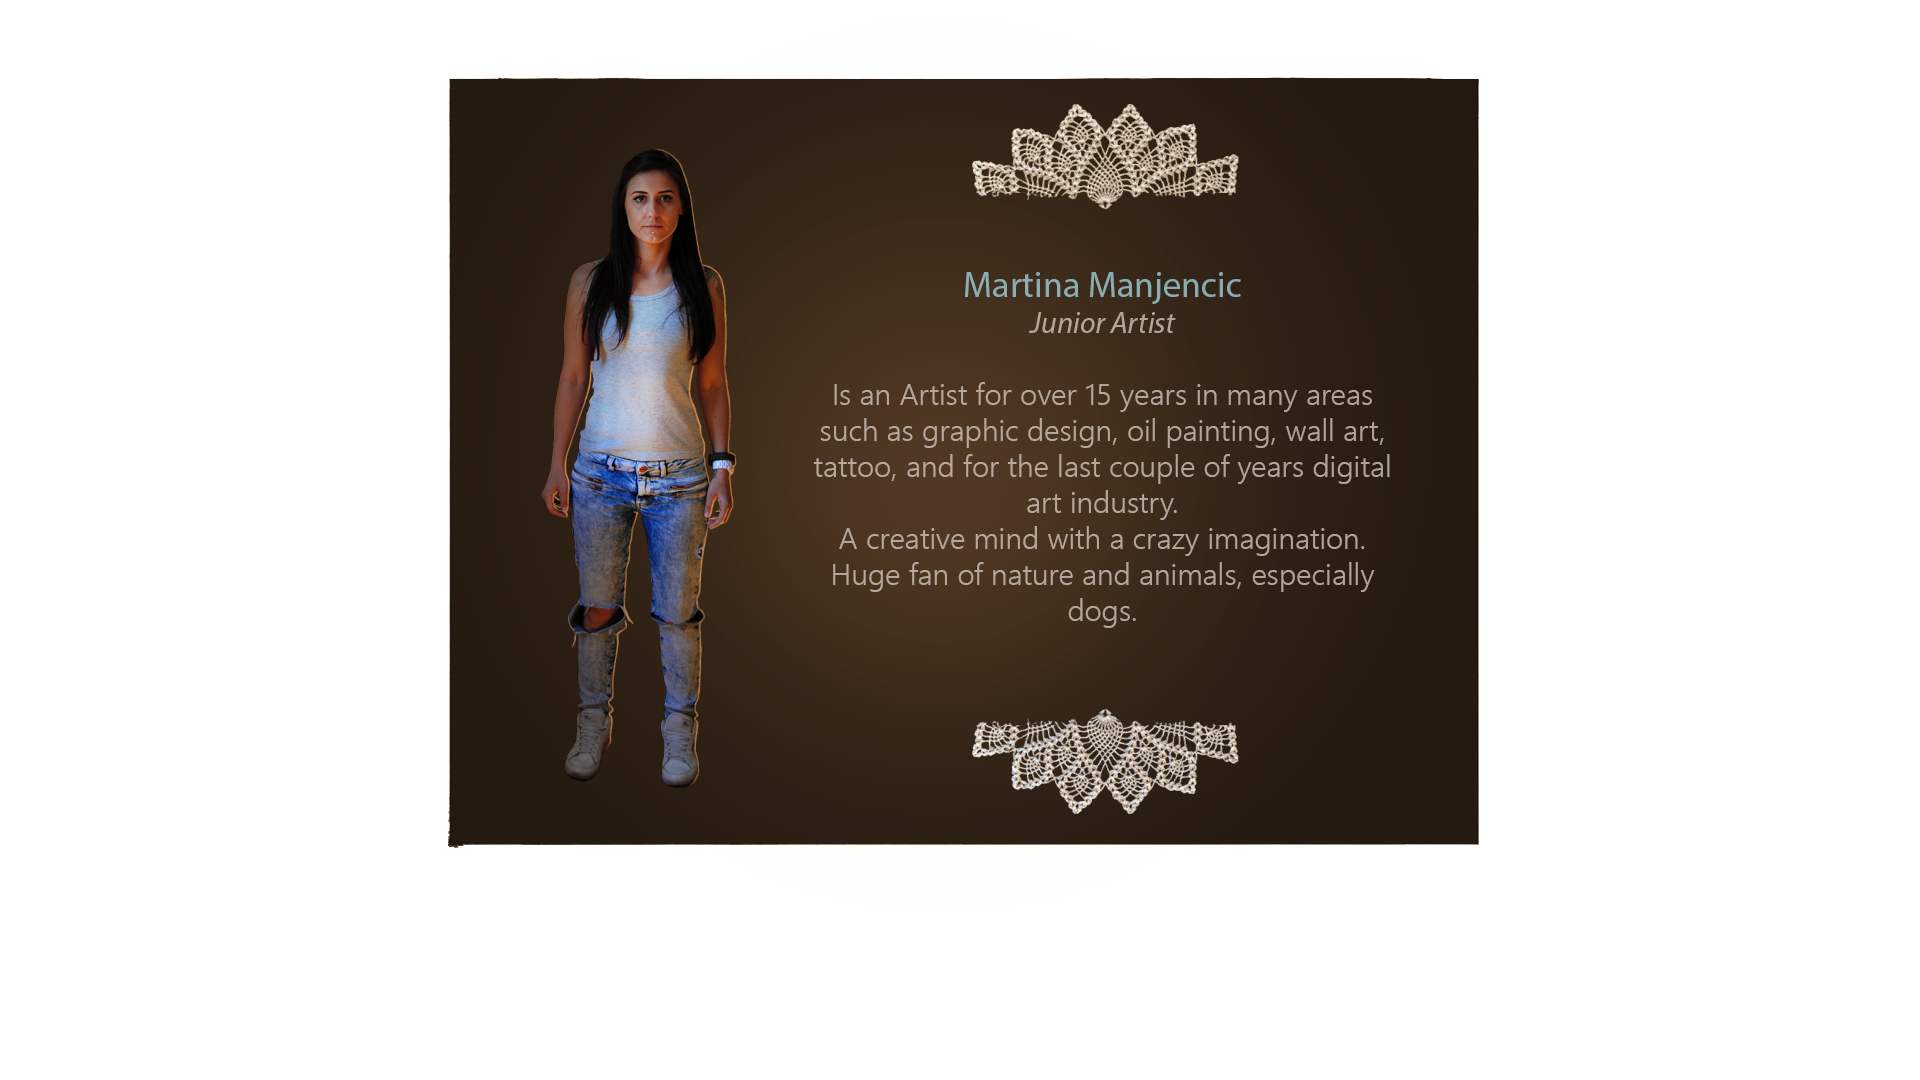 Martina Manjencic
Junior Artist
Is an Artist for over 15 years in many areas
such as graphic design, oil painting, wall art,
tattoo, and for the last couple of years digital
art industry.
A creative mind with a crazy imagination.
Huge fan of nature and animals, especially
dogs.